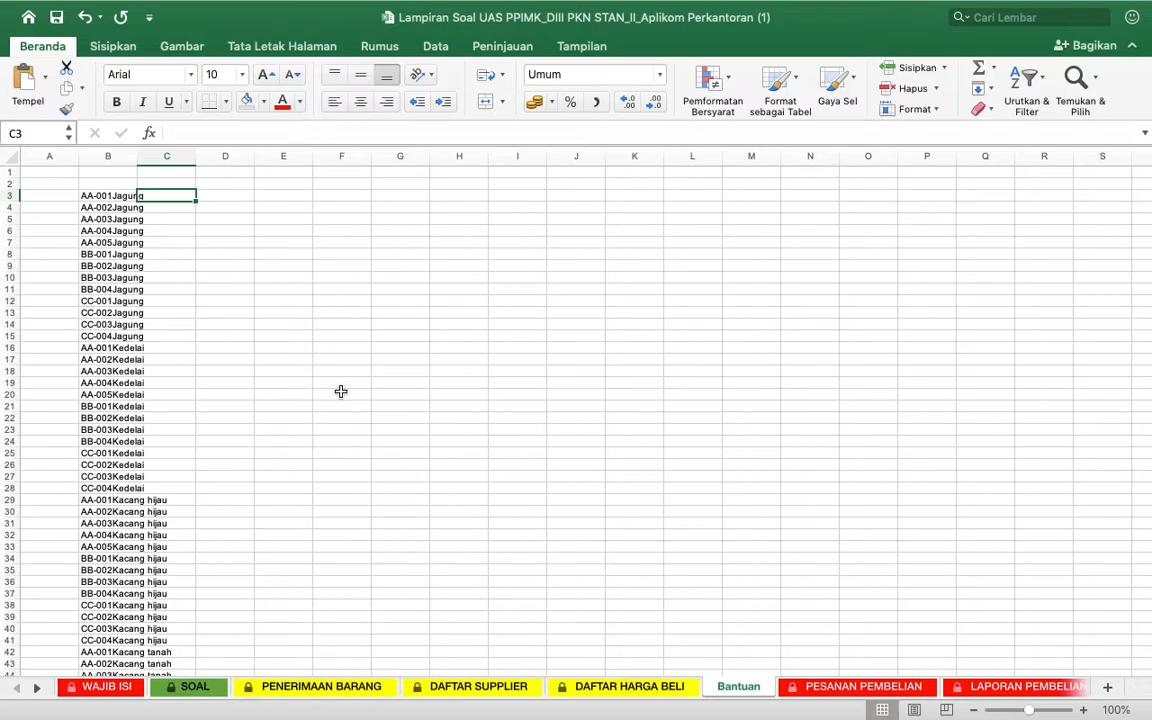 Lampiran Soal UAS PPIMK_DIII PKN STAN_II_Aplikom Perkantoran (1)
Cari Lembar
Beranda Sisipkan Gambar Tata Letak Halaman Rumus Data Peninjauan Tampilan Bagikan
Tempel
Arial 10
B I U
Umum
Pemformatan Bersyarat
Format sebagai Tabel
Gaya Sel
Sisipkan
Hapus
Format
Urutkan & Filter
Temukan & Pilih
C3 fx
A B C D E F G H I J K L M N O P Q R S
1
2
3 AA-001Jagung
4 AA-002Jagung
5 AA-003Jagung
6 AA-004Jagung
7 AA-005Jagung
8 BB-001Jagung
9 BB-002Jagung
10 BB-003Jagung
11 BB-004Jagung
12 CC-001Jagung
13 CC-002Jagung
14 CC-003Jagung
15 CC-004Jagung
16 AA-001Kedelai
17 AA-002Kedelai
18 AA-003Kedelai
19 AA-004Kedelai
20 AA-005Kedelai
21 BB-001Kedelai
22 BB-002Kedelai
23 BB-003Kedelai
24 BB-004Kedelai
25 CC-001Kedelai
26 CC-002Kedelai
27 CC-003Kedelai
28 CC-004Kedelai
29 AA-001Kacang hijau
30 AA-002Kacang hijau
31 AA-003Kacang hijau
32 AA-004Kacang hijau
33 AA-005Kacang hijau
34 BB-001Kacang hijau
35 BB-002Kacang hijau
36 BB-003Kacang hijau
37 BB-004Kacang hijau
38 CC-001Kacang hijau
39 CC-002Kacang hijau
40 CC-003Kacang hijau
41 CC-004Kacang hijau
42 AA-001Kacang tanah
43 AA-002Kacang tanah
44 AA-003Kacang tanah
WAJIB ISI SOAL PENERIMAAN BARANG DAFTAR SUPPLIER DAFTAR HARGA BELI Bantuan PESANAN PEMBELIAN LAPORAN PEMBELIAN
100%